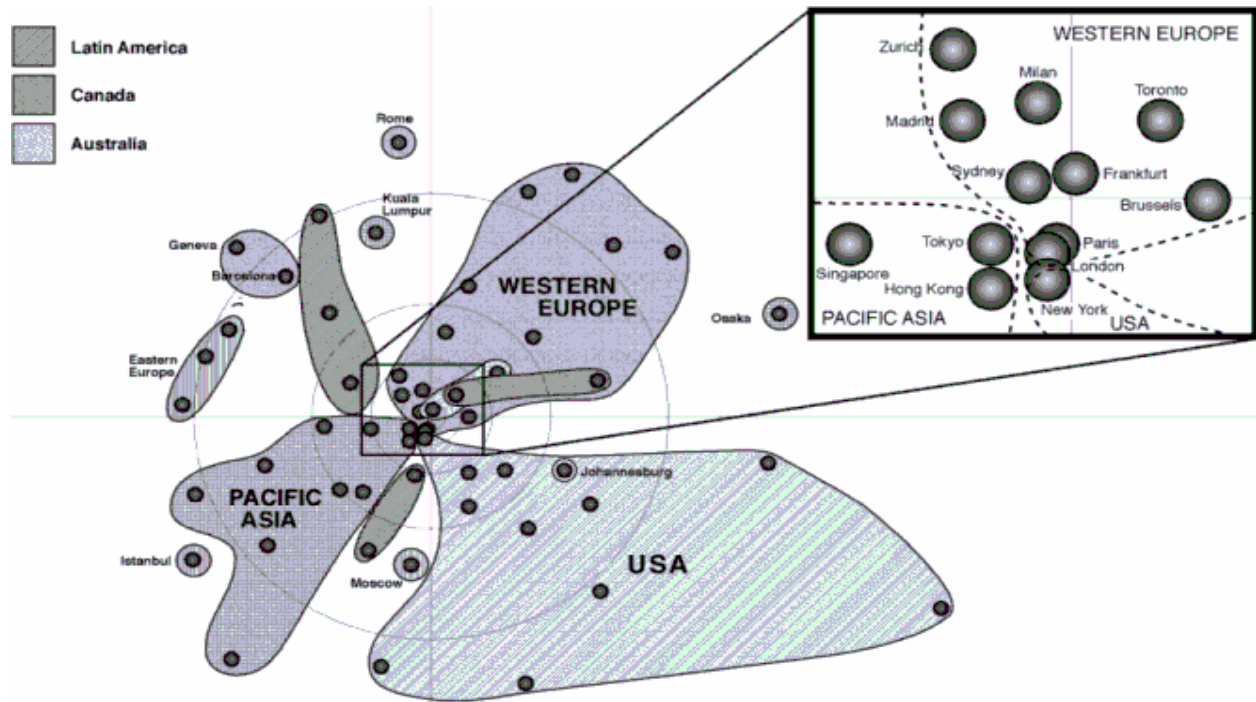 Latin America
Canada
Australia
Rome
Kuala
Lumpur
Geneva
Barcelona
WESTERN
EUROPE
Osaka
Eastern
Europe
Johannesburg
PACIFIC
ASIA
Istanbul
Moscow
USA
WESTERN EUROPE
Zurich
Milan
Toronto
Madrid
Sydney
Frankfurt
Brussels
Tokyo
Paris
Singapore
London
Hong Kong
New York
PACIFIC ASIA
USA